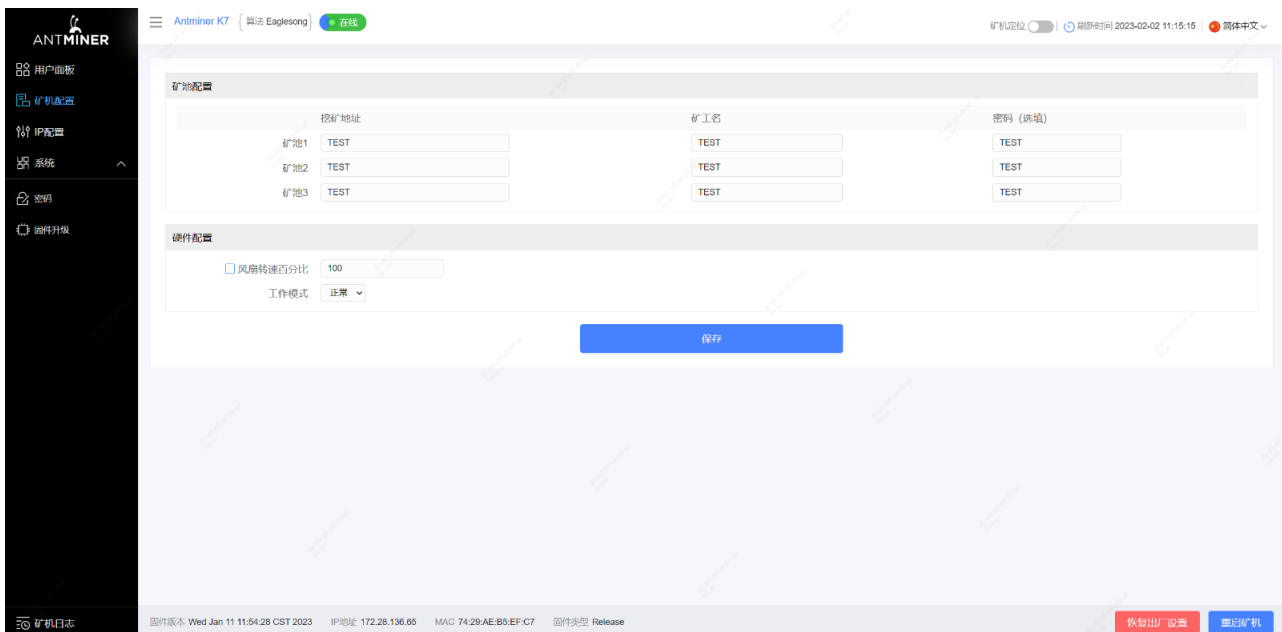 ANTMINER
用户面板
矿机配置
IP配置
系统
密码
固件升级
矿机日志
Antminer K7 {算法 Eaglesong} 在线
矿机定位 刷新时间 2023-02-02 11:15:15 简体中文
矿池配置
挖矿地址 矿工名 密码 (选填)
矿池1 TEST TEST TEST
矿池2 TEST TEST TEST
矿池3 TEST TEST TEST
硬件配置
风扇转速百分比 100
工作模式 正常
保存
固件版本 Wed Jan 11 11:54:28 CST 2023 IP地址 172.28.136.65 MAC 74:29:AE:B5:EF:C7 固件类型 Release
恢复出厂设置 重启矿机